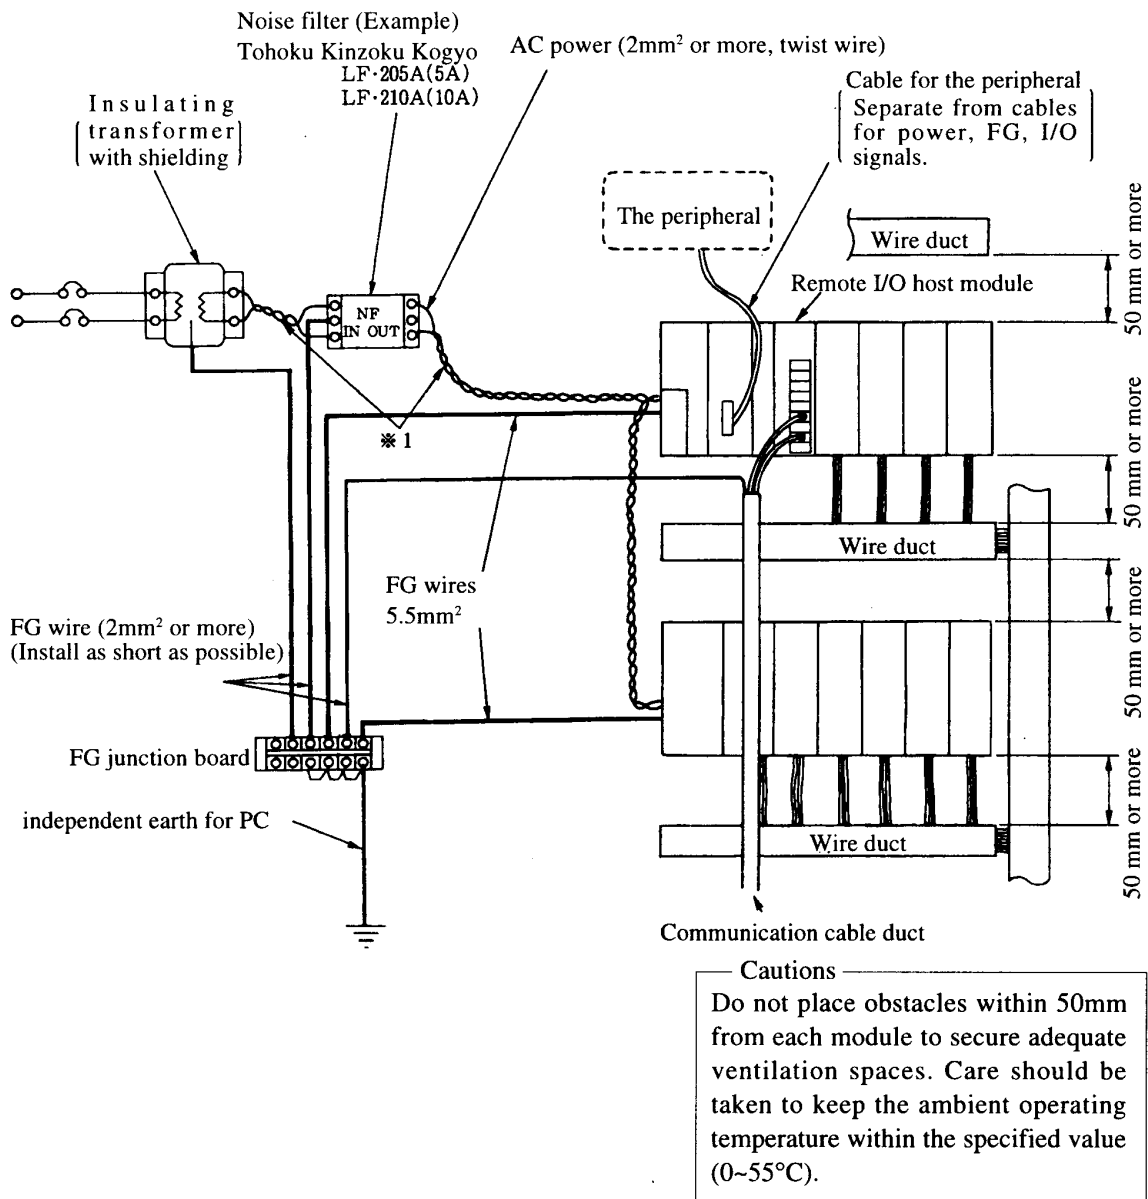 Noise filter (Example)
Tohoku Kinzoku Kogyo
LF·205A(5A)
LF·210A(10A)
AC power (2mm² or more, twist wire)
Cable for the peripheral
Separate from cables
for power, FG, I/O
signals.
Insulating
transformer
with shielding
The peripheral
Wire duct
50 mm or more
Remote I/O host module
NF
IN OUT
※1
50 mm or more
Wire duct
FG wires
5.5mm²
50 mm or more
FG wire (2mm² or more)
(Install as short as possible)
FG junction board
50 mm or more
independent earth for PC
Wire duct
Communication cable duct
Cautions
Do not place obstacles within 50mm
from each module to secure adequate
ventilation spaces. Care should be
taken to keep the ambient operating
temperature within the specified value
(0~55°C).